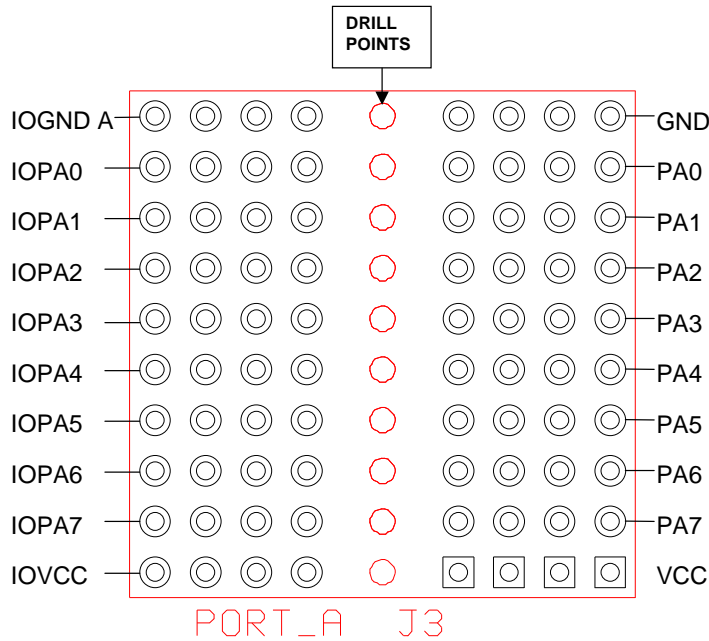 DRILL
POINTS
IOGND A GND
IOPA0 PA0
IOPA1 PA1
IOPA2 PA2
IOPA3 PA3
IOPA4 PA4
IOPA5 PA5
IOPA6 PA6
IOPA7 PA7
IOVCC VCC
PORT_A J3